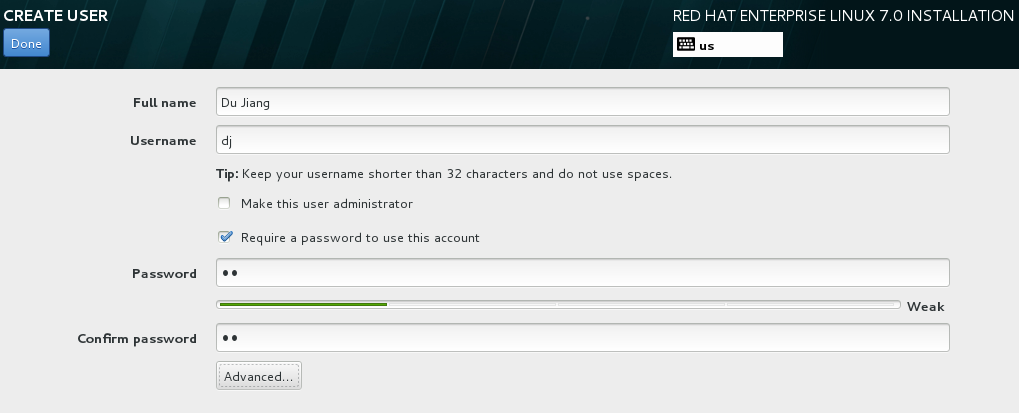 CREATE USER
RED HAT ENTERPRISE LINUX 7.0 INSTALLATION
Done
us
Full name
Du Jiang
Username
dj
Tip: Keep your username shorter than 32 characters and do not use spaces.
Make this user administrator
Require a password to use this account
Password
••
Weak
Confirm password
••
Advanced...